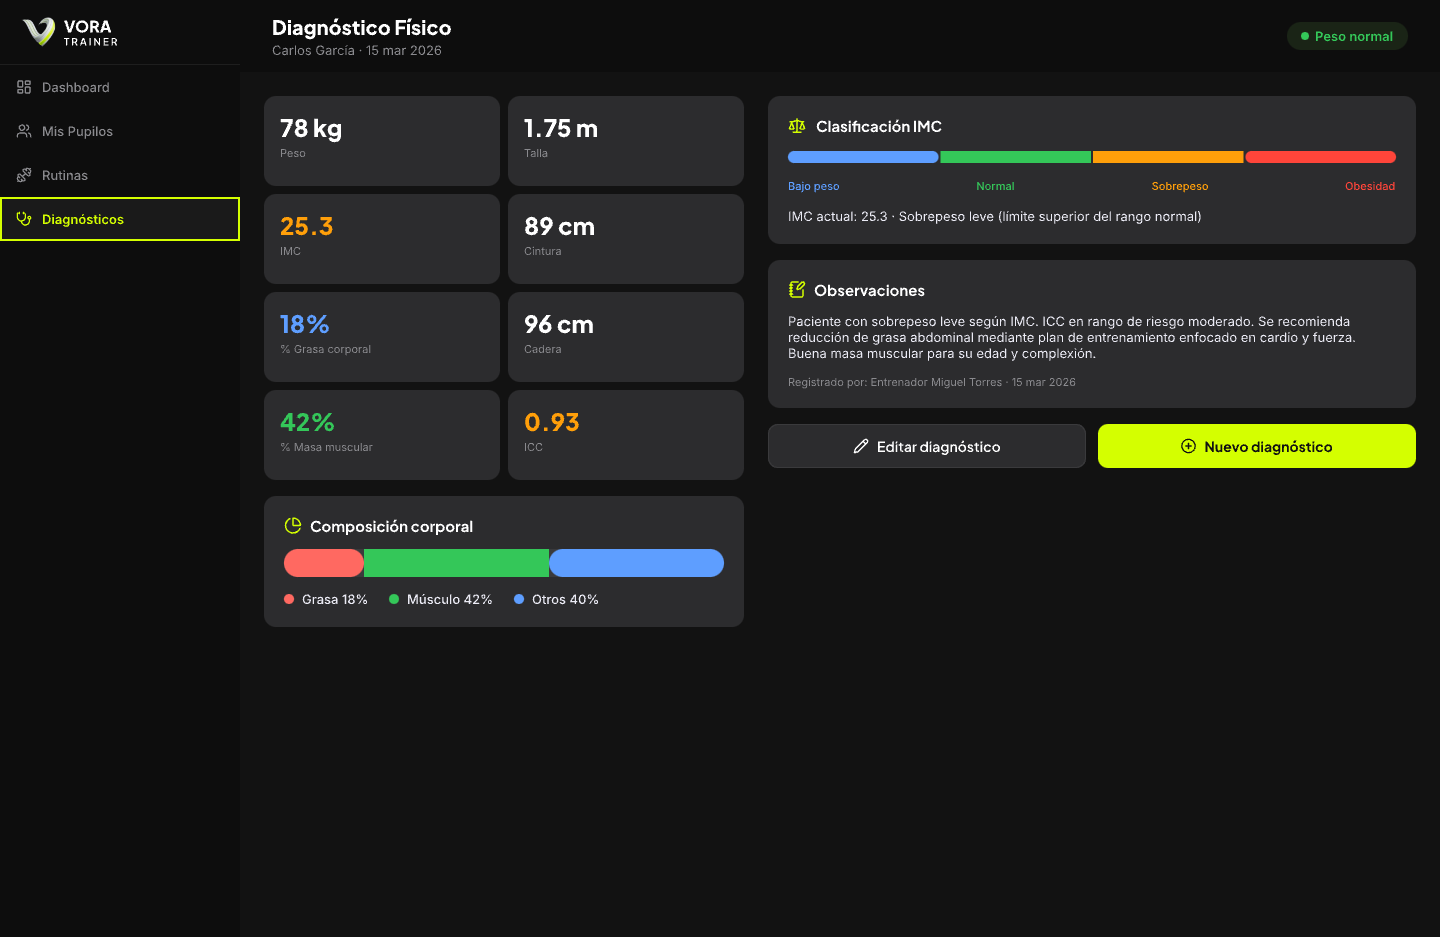 VORA
TRAINER
Dashboard
Mis Pupilos
Rutinas
Diagnósticos
Diagnóstico Físico
Carlos García · 15 mar 2026
Peso normal
78 kg
Peso
1.75 m
Talla
25.3
IMC
89 cm
Cintura
18%
% Grasa corporal
96 cm
Cadera
42%
% Masa muscular
0.93
ICC
Composición corporal
Grasa 18%
Músculo 42%
Otros 40%
Clasificación IMC
Bajo peso
Normal
Sobrepeso
Obesidad
IMC actual: 25.3 · Sobrepeso leve (límite superior del rango normal)
Observaciones
Paciente con sobrepeso leve según IMC. ICC en rango de riesgo moderado. Se recomienda
reducción de grasa abdominal mediante plan de entrenamiento enfocado en cardio y fuerza.
Buena masa muscular para su edad y complexión.
Registrado por: Entrenador Miguel Torres · 15 mar 2026
Editar diagnóstico
Nuevo diagnóstico